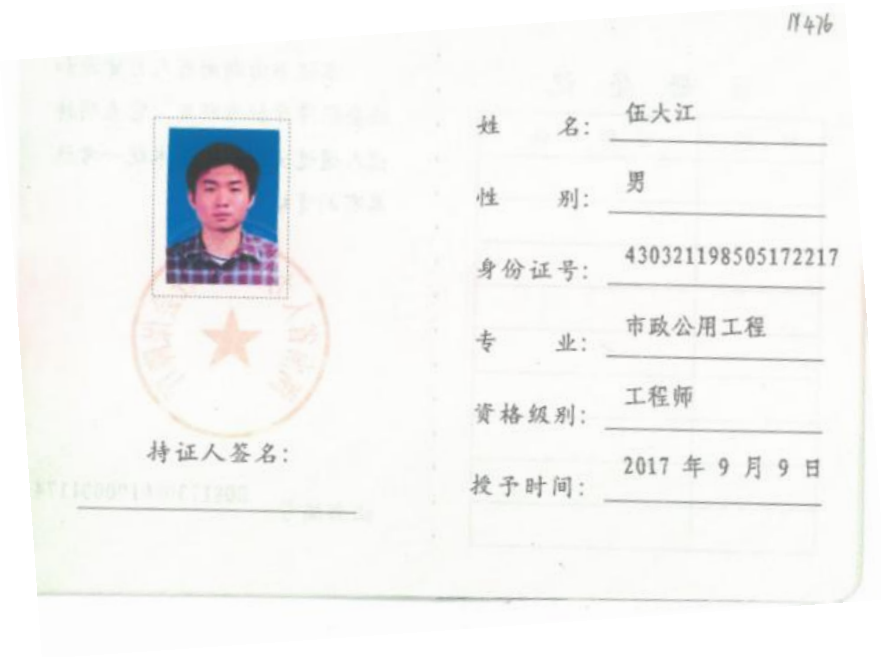 姓 名: 伍大江
性 别: 男
身份证号: 430321198505172217
专 业: 市政公用工程
资格级别: 工程师
授予时间: 2017 年 9 月 9 日
持证人签名: